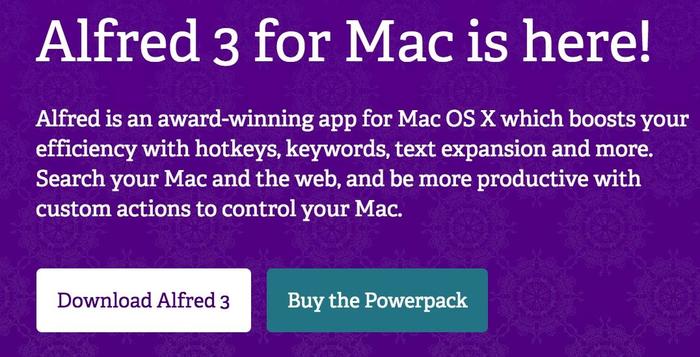 Alfred 3 for Mac is here!
Alfred is an award-winning app for Mac OS X which boosts your
efficiency with hotkeys, keywords, text expansion and more.
Search your Mac and the web, and be more productive with
custom actions to control your Mac.
Download Alfred 3
Buy the Powerpack